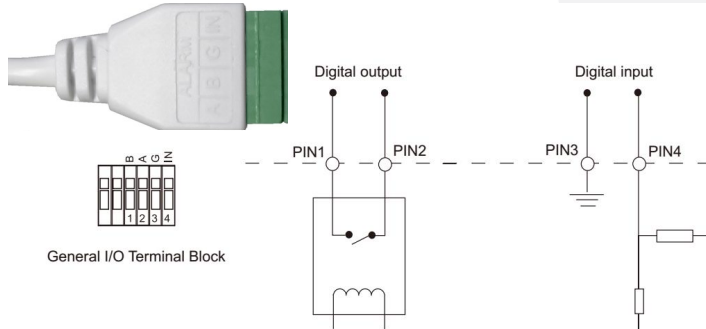 ALARM
A B G IN
Digital output
Digital input
PIN1
PIN2
PIN3
PIN4
B A G IN
1 2 3 4
General I/O Terminal Block